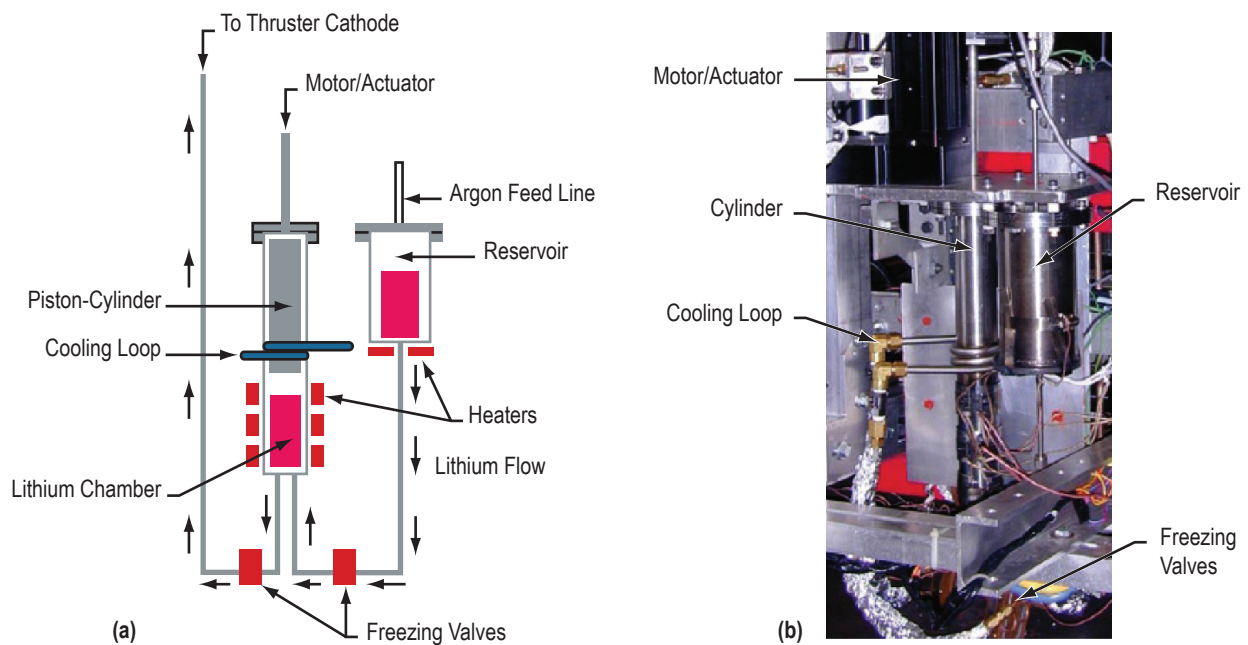 To Thruster Cathode
Motor/Actuator
Argon Feed Line
Reservoir
Piston-Cylinder
Cooling Loop
Heaters
Lithium Flow
Lithium Chamber
Freezing Valves
(a)
Motor/Actuator
Reservoir
Cylinder
Cooling Loop
Freezing
Valves
(b)